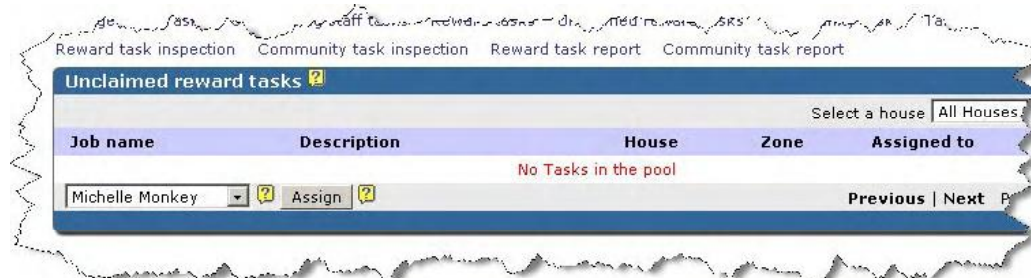 Reward task inspection Community task inspection Reward task report Community task report
Unclaimed reward tasks ?
Select a house All Houses
Job name Description House Zone Assigned to
No Tasks in the pool
Michelle Monkey ? Assign ? Previous | Next P